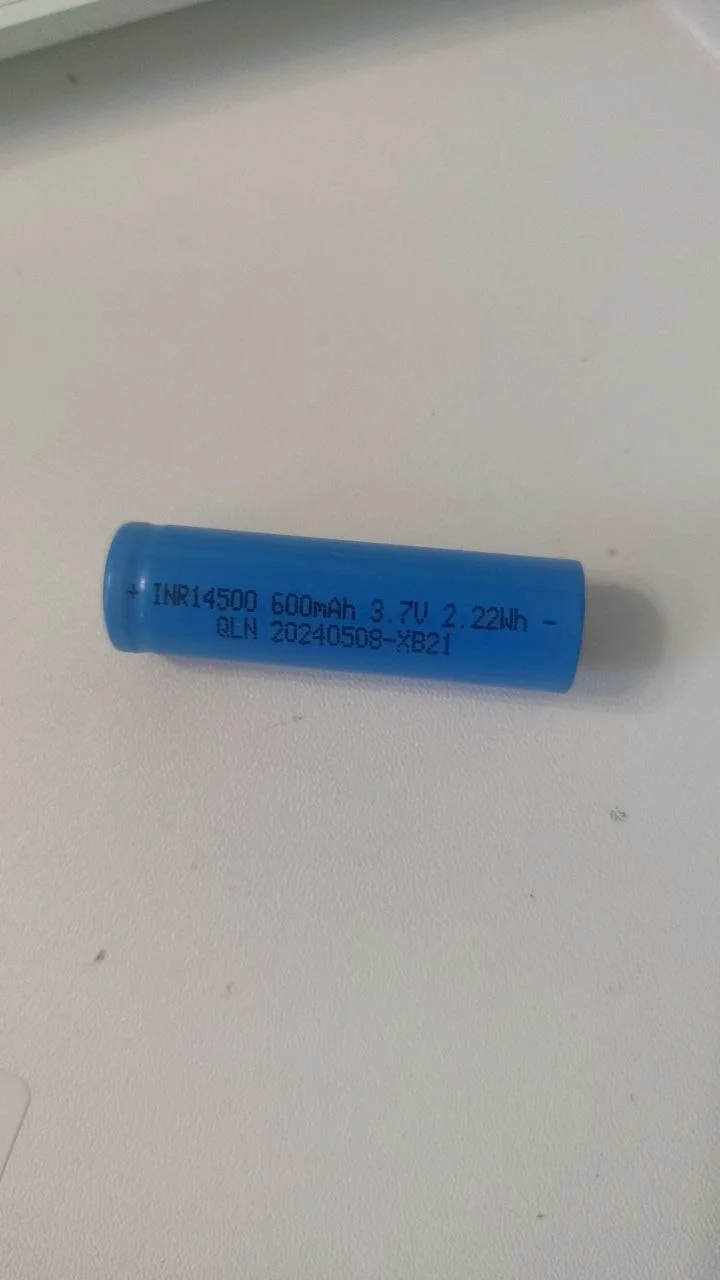 + INR14500 600mAh 3.7V 2.22Wh -
QLN 20240508-XB21